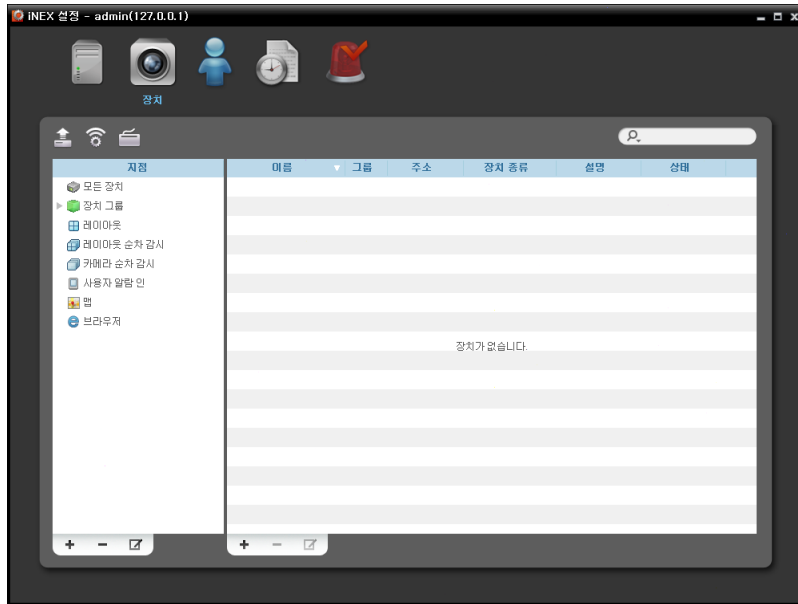 iNEX 설정 - admin(127.0.0.1)
장치
지점
이름 그룹 주소 장치 종류 설명 상태
모든 장치
장치 그룹
레이아웃
레이아웃 순차 감시
카메라 순차 감시
사용자 알람 인
맵
브라우저
장치가 없습니다.